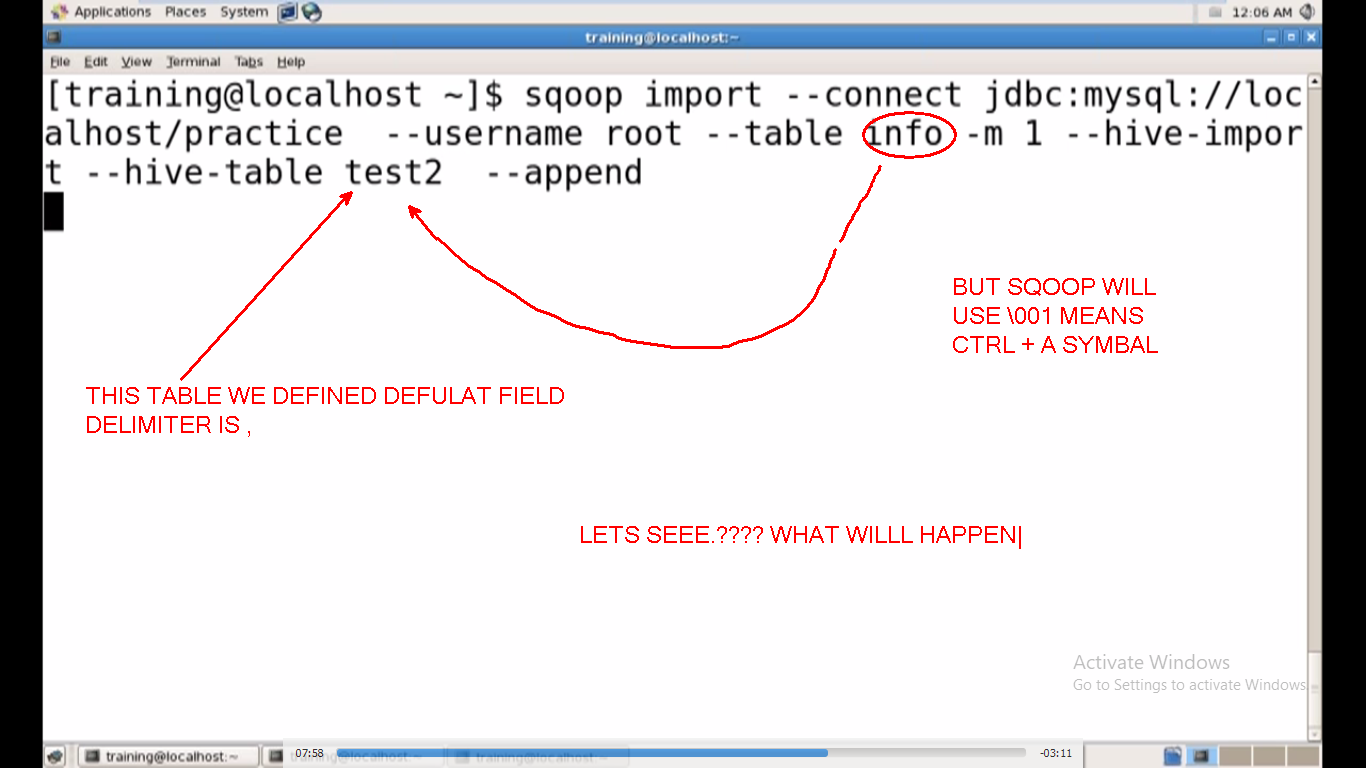 Applications Places System 12:06 AM
training@localhost:~
File Edit View Terminal Tabs Help
[training@localhost ~]$ sqoop import --connect jdbc:mysql://loc
alhost/practice --username root --table info -m 1 --hive-impor
t --hive-table test2 --append
BUT SQOOP WILL
USE \001 MEANS
CTRL + A SYMBAL
THIS TABLE WE DEFINED DEFULAT FIELD
DELIMITER IS ,
LETS SEEE.???? WHAT WILLL HAPPEN
Activate Windows
Go to Settings to activate Windows.
training@localhost:~ 07:58 training@localhost:~ training@localhost:~ -03:11